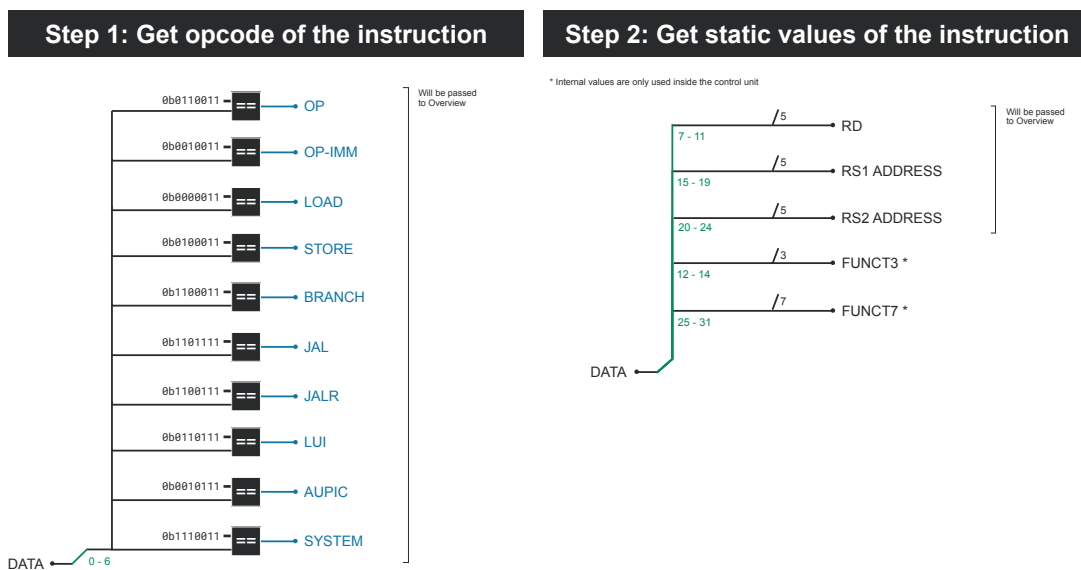 Step 1: Get opcode of the instruction
0b0110011
==
OP
0b0010011
==
OP-IMM
0b0000011
==
LOAD
0b0100011
==
STORE
0b1100011
==
BRANCH
0b1101111
==
JAL
0b1100111
==
JALR
0b0110111
==
LUI
0b0010111
==
AUPIC
0b1110011
==
SYSTEM
DATA
0 - 6
Will be passed
to Overview
Step 2: Get static values of the instruction
* Internal values are only used inside the control unit
5
RD
7 - 11
5
RS1 ADDRESS
15 - 19
5
RS2 ADDRESS
20 - 24
3
FUNCT3 *
12 - 14
7
FUNCT7 *
25 - 31
DATA
Will be passed
to Overview